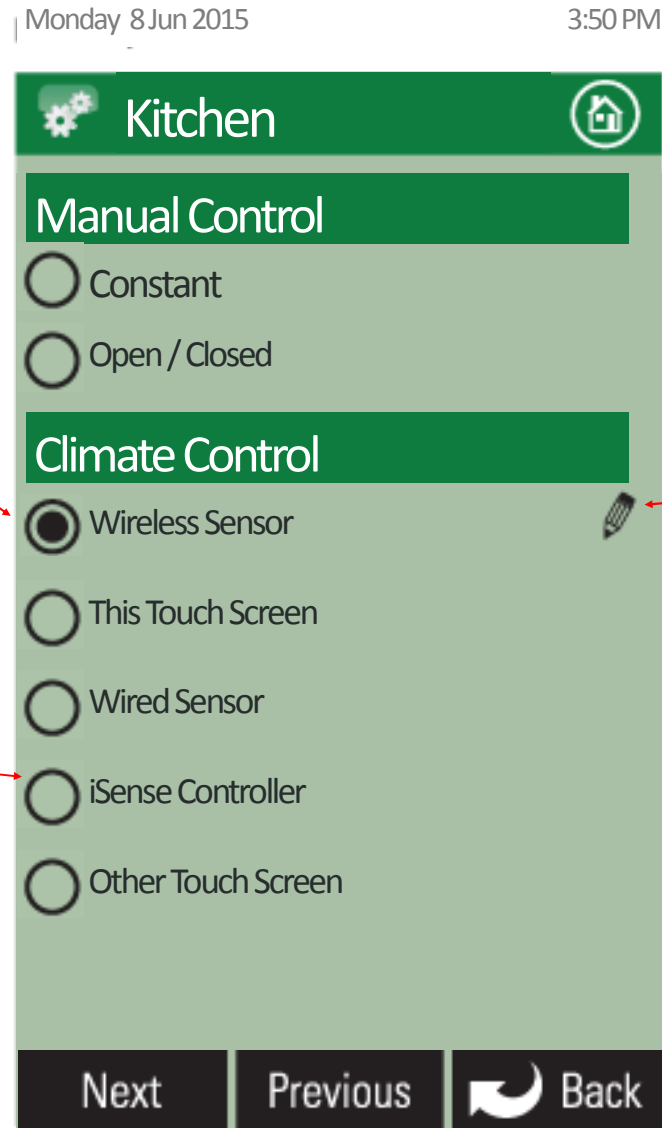 Monday 8 Jun 2015 3:50 PM
Kitchen
Manual Control
Constant
Open / Closed
Climate Control
Wireless Sensor
This Touch Screen
Wired Sensor
iSense Controller
Other Touch Screen
Next Previous Back